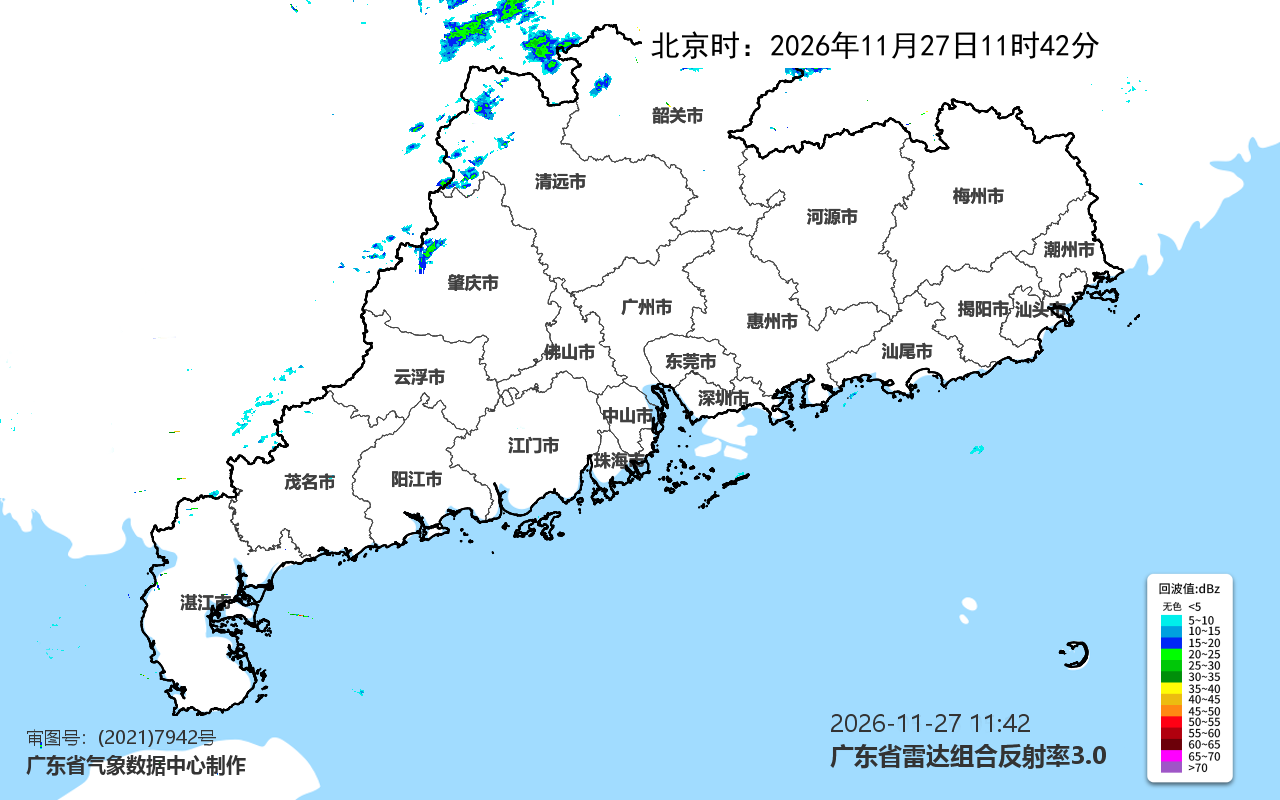 北京时：2026年11月27日11时42分
韶关市
清远市
梅州市
河源市
潮州市
肇庆市
广州市
揭阳市
汕头市
惠州市
佛山市
汕尾市
东莞市
云浮市
深圳市
中山市
江门市
珠海市
阳江市
茂名市
湛江市
回波值:dBz
无色 <5
5~10
10~15
15~20
20~25
25~30
30~35
35~40
40~45
45~50
50~55
55~60
60~65
65~70
>70
审图号：(2021)7942号
广东省气象数据中心制作
2026-11-27 11:42
广东省雷达组合反射率3.0